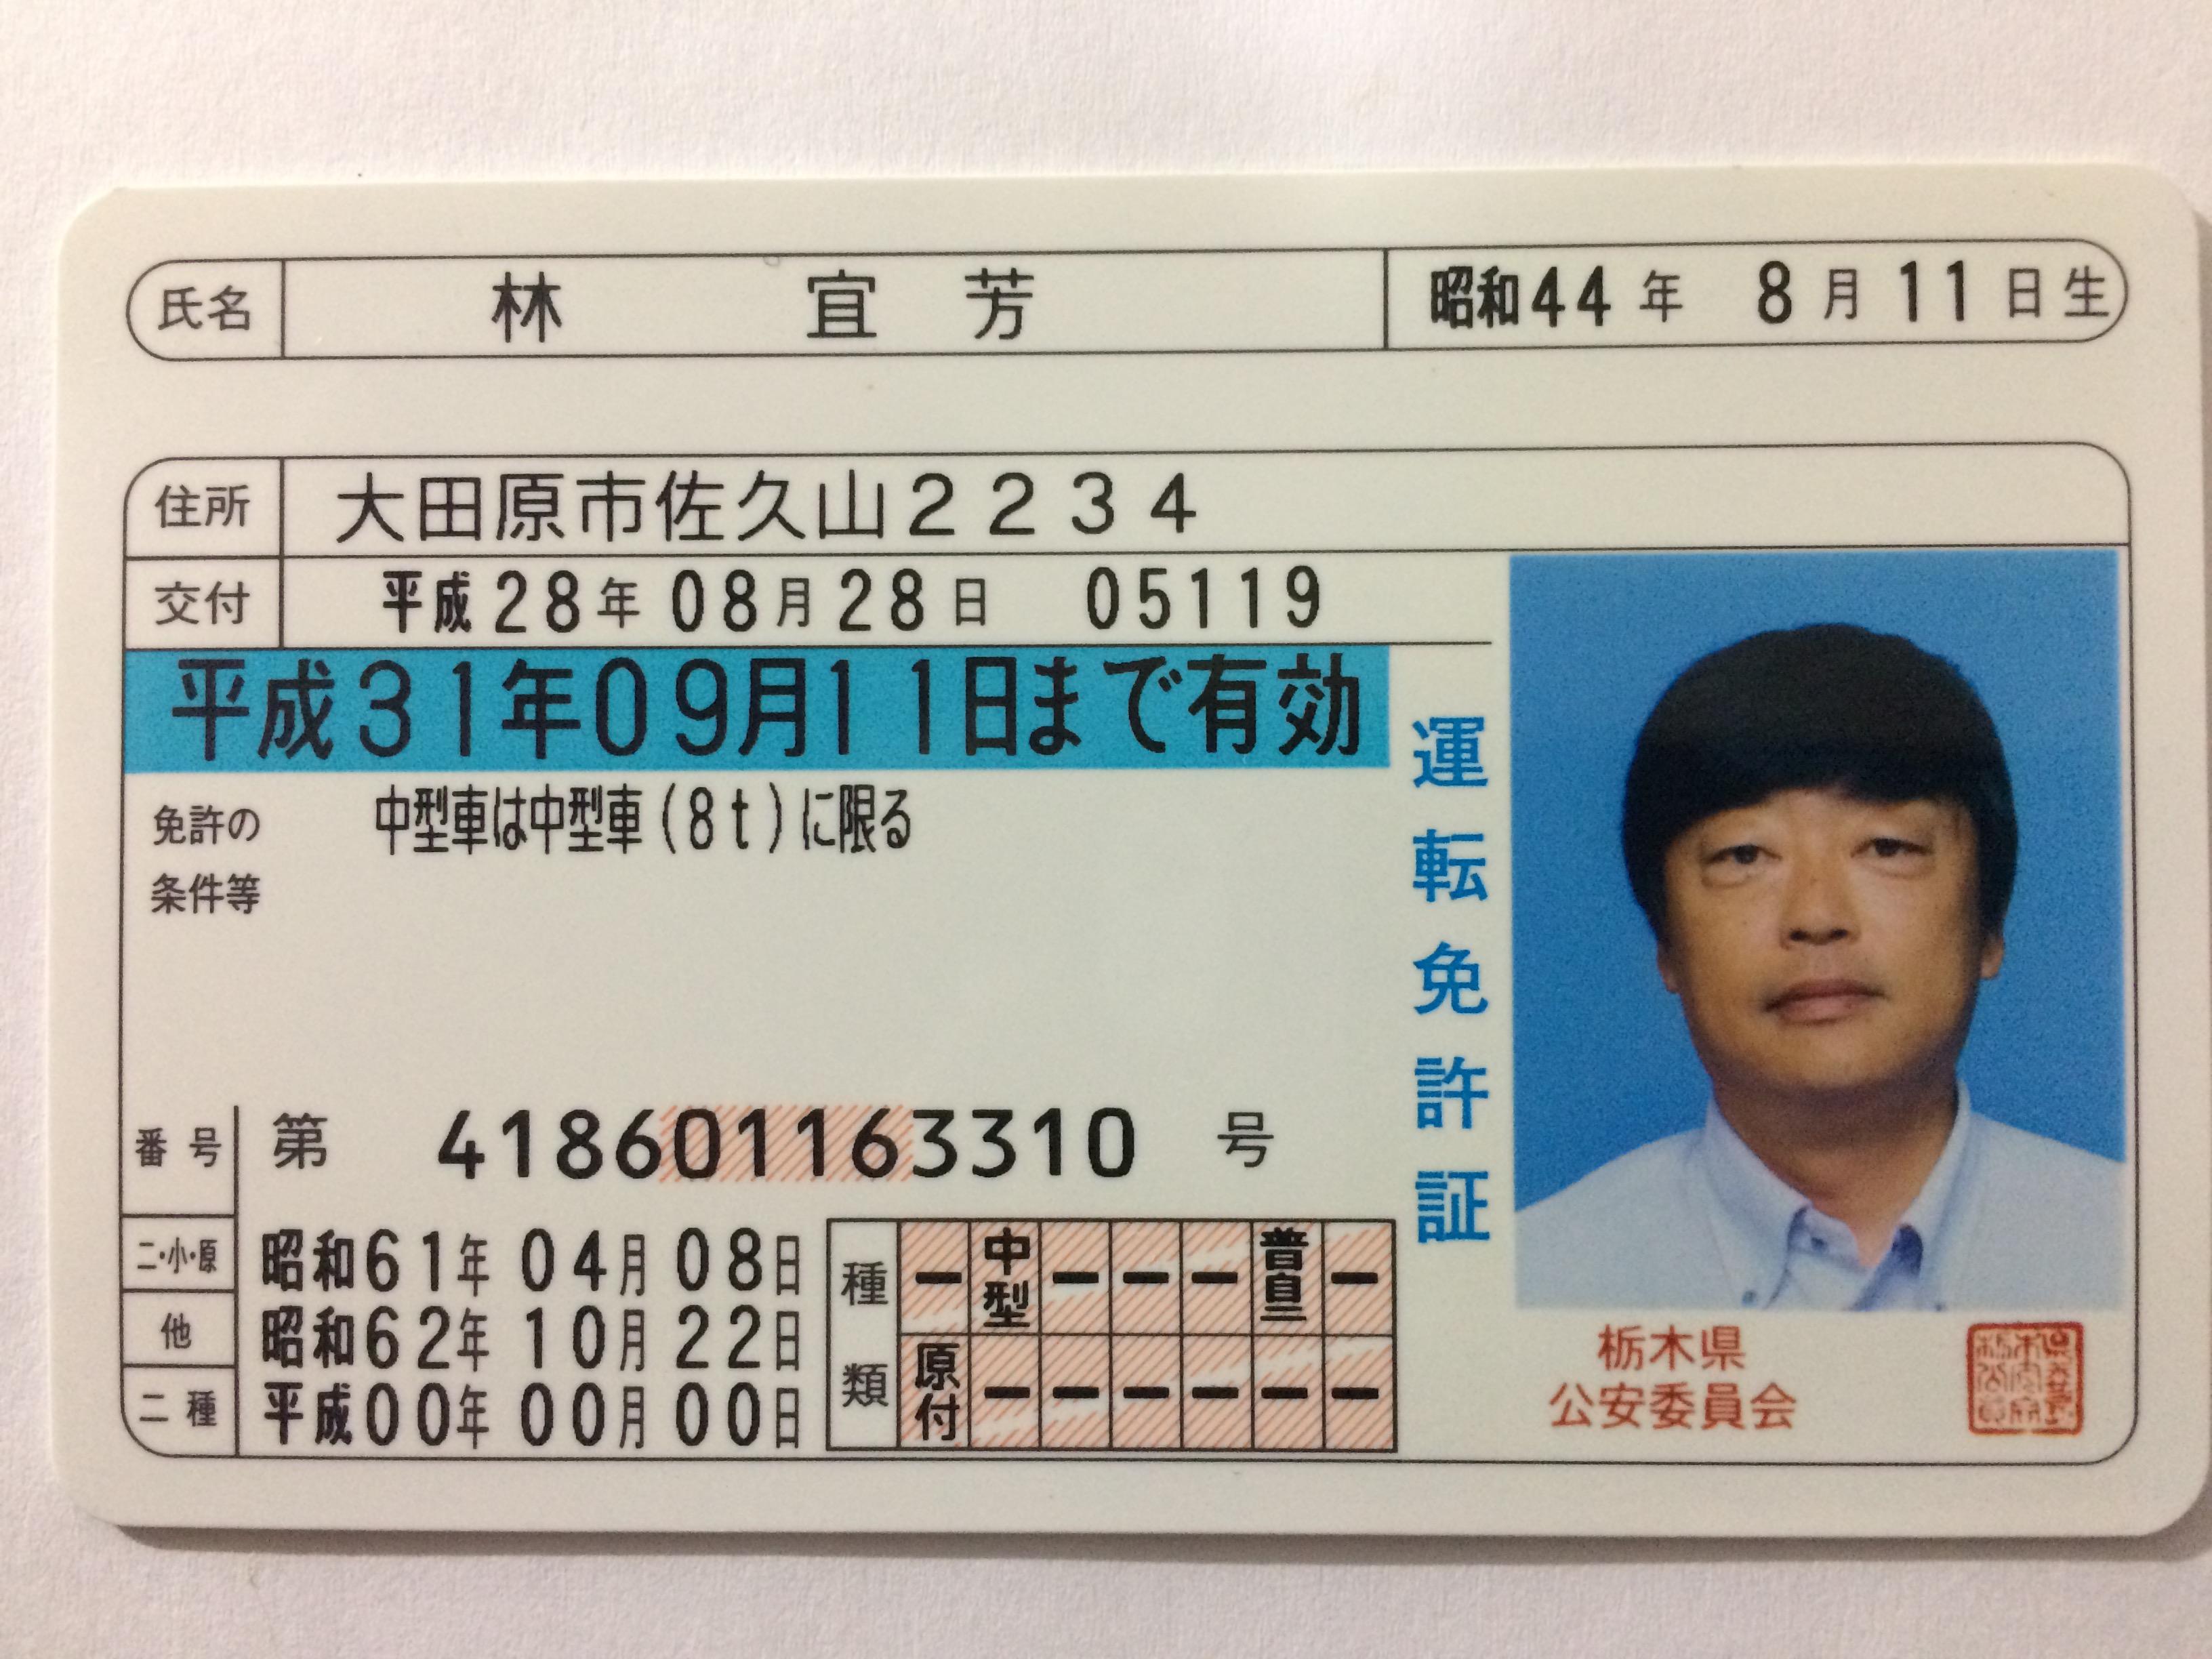 氏名 林 宜 芳 昭和44年 8月11日生
住所 大田原市佐久山2234
交付 平成28年08月28日 05119
平成31年09月11日まで有効
免許の
条件等
中型車は中型車(8t)に限る
運転免許証
番号 第 418601163310 号
二・小・原 昭和61年04月08日
他 昭和62年10月22日
二種 平成00年00月00日
種類
— 中型 — — — 普自二 —
原付 — — — — — —
栃木県
公安委員会